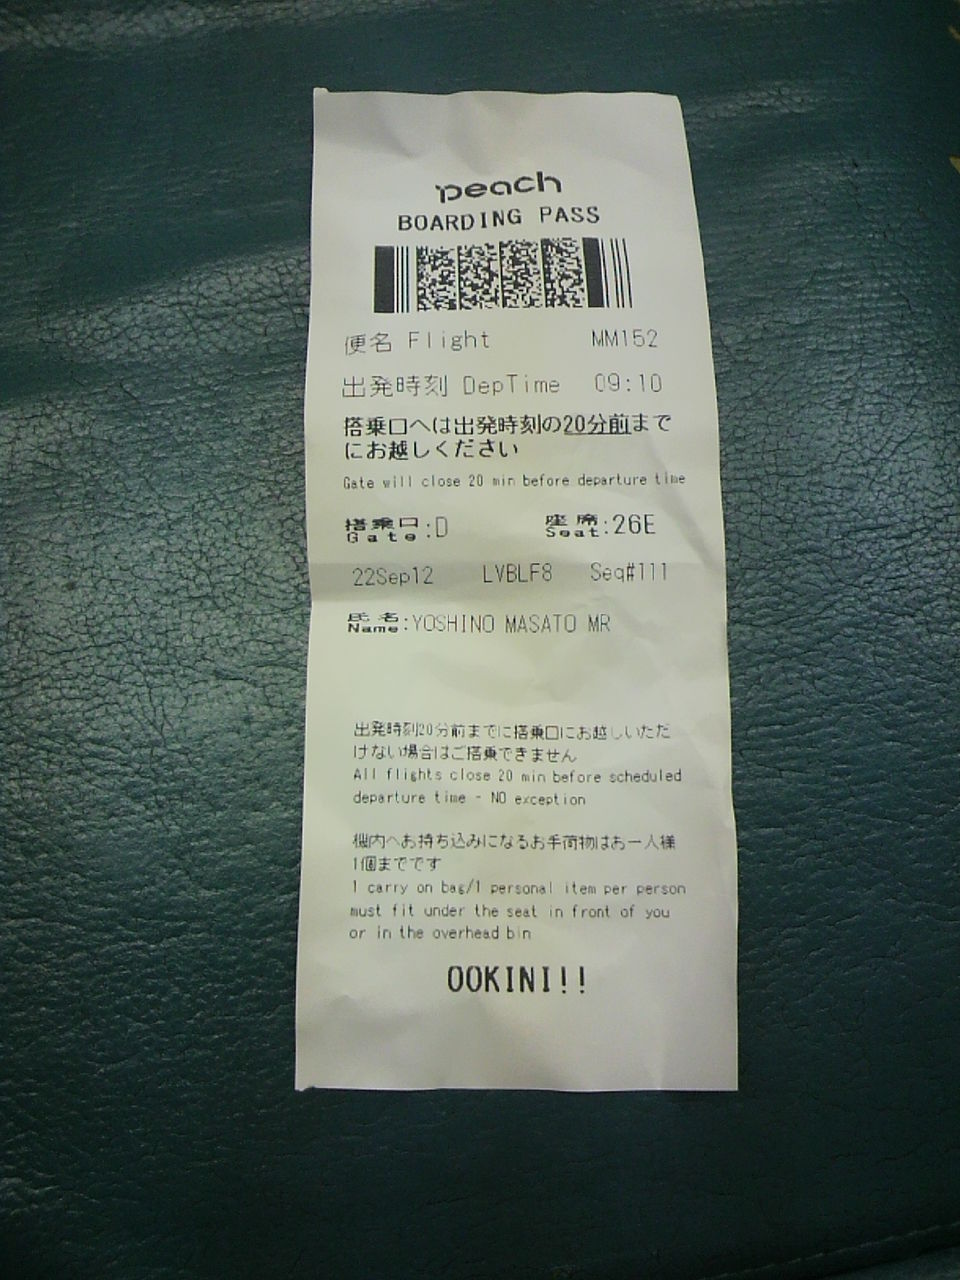 peach
BOARDING PASS
便名 Flight MM152
出発時刻 DepTime 09:10
搭乗口へは出発時刻の20分前まで
にお越しください
Gate will close 20 min before departure time
搭乗口 Gate:D 座席 Seat:26E
22Sep12 LVBLF8 Seq#111
氏名 Name:YOSHINO MASATO MR
出発時刻20分前までに搭乗口にお越しいただ
けない場合はご搭乗できません
All flights close 20 min before scheduled
departure time - NO exception
機内へお持ち込みになるお手荷物はお一人様
1個までです
1 carry on bag/1 personal item per person
must fit under the seat in front of you
or in the overhead bin
OOKINI!!